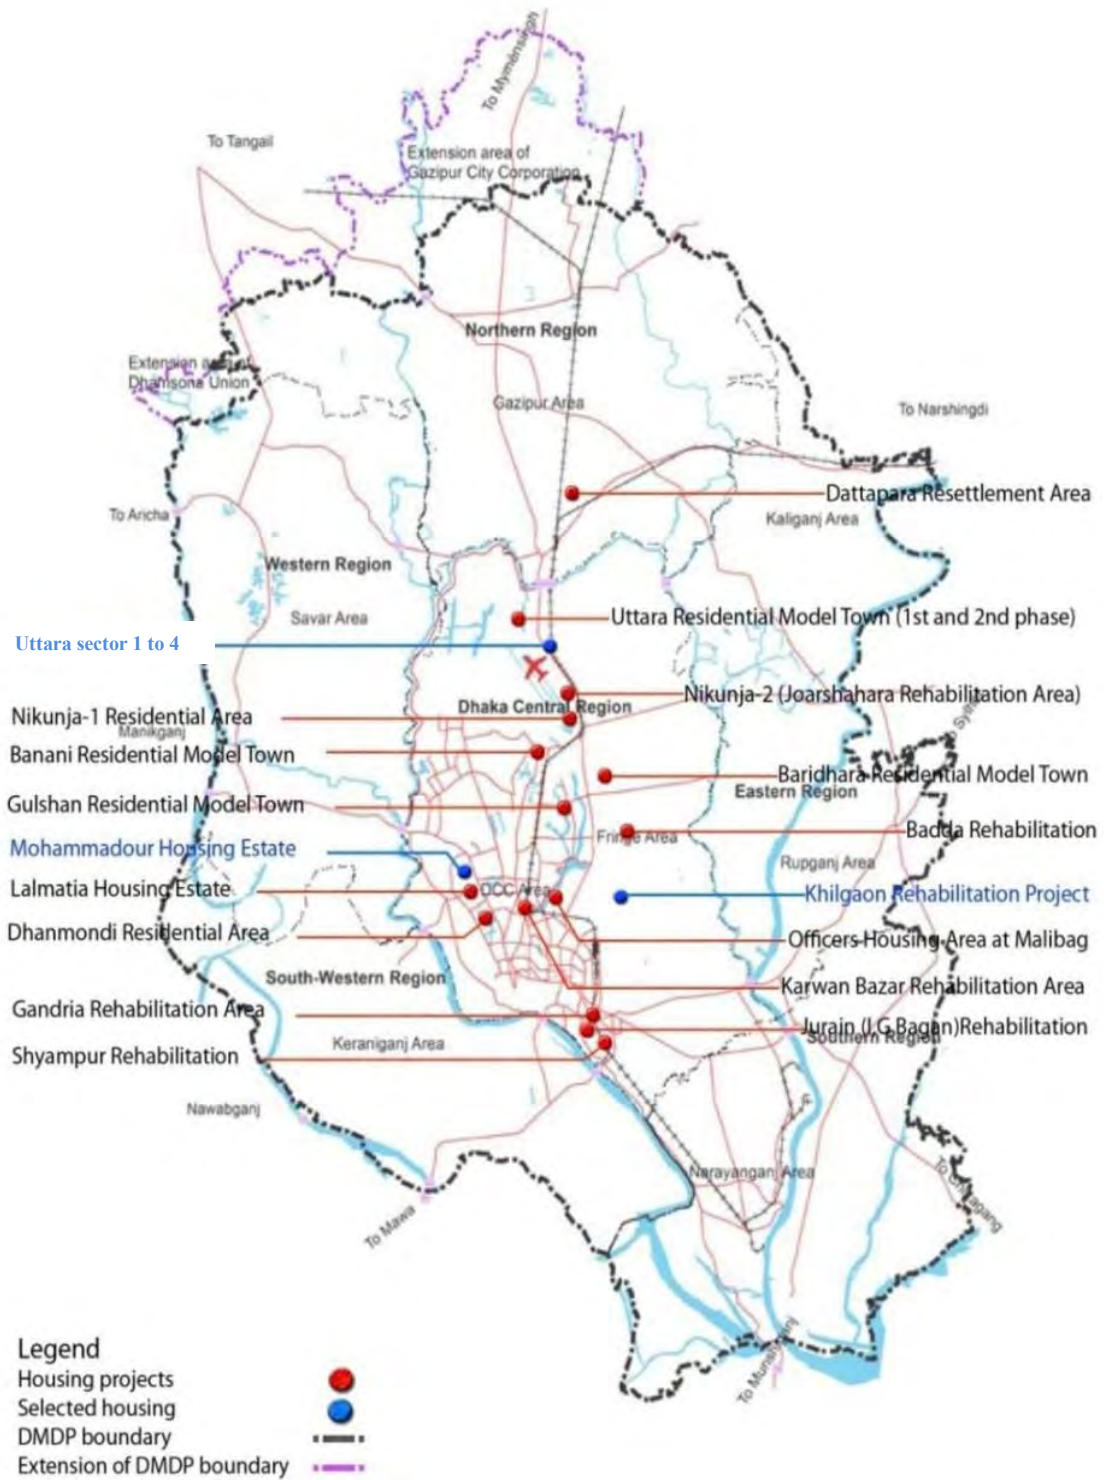 To Mymensingh
To Tangail
Extension area of
Gazipur City Corporation
Northern Region
Extension area of
Dhamsona Union
Gazipur Area
To Narshingdi
Dattapara Resettlement Area
To Aricha
Kaliganj Area
Western Region
Savar Area
Uttara Residential Model Town (1st and 2nd phase)
Uttara sector 1 to 4
Nikunja-2 (Joarshahara Rehabilitation Area)
Dhaka Central Region
Nikunja-1 Residential Area
Manikganj
Banani Residential Model Town
Baridhara Residential Model Town
Eastern Region
Gulshan Residential Model Town
Badda Rehabilitation
Fringe Area
Mohammadour Housing Estate
Rupganj Area
Lalmatia Housing Estate
DCC Area
Khilgaon Rehabilitation Project
Dhanmondi Residential Area
Officers Housing Area at Malibag
South-Western Region
Karwan Bazar Rehabilitation Area
Gandria Rehabilitation Area
Jurain (I.G Bagan)Rehabilitation
Southern Region
Keraniganj Area
Shyampur Rehabilitation
Nawabganj
Narayanganj Area
To Mawa
To Munshiganj
Legend
Housing projects
Selected housing
DMDP boundary
Extension of DMDP boundary